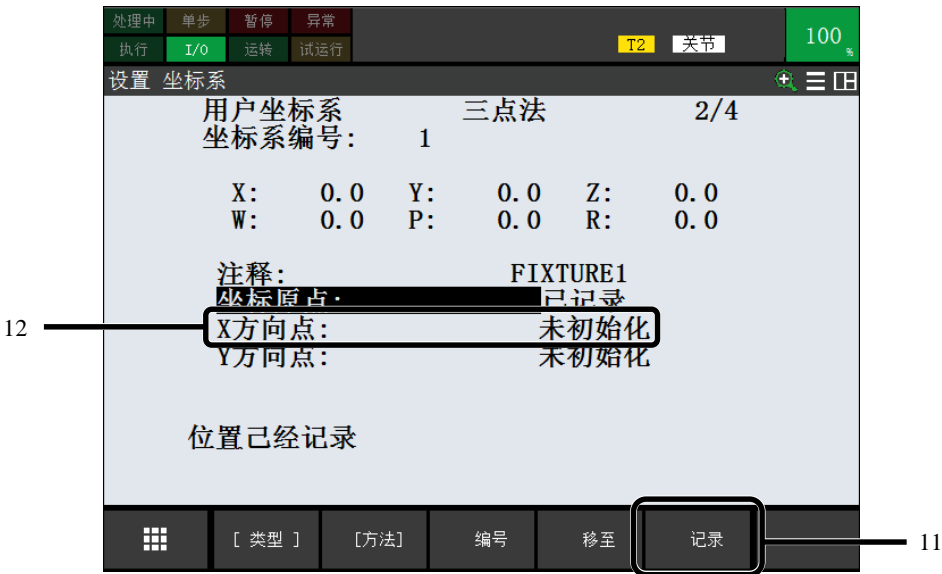 处理中 单步 暂停 异常
执行 I/O 运转 试运行 T2 关节 100 %
设置 坐标系
用户坐标系 三点法 2/4
坐标系编号: 1
X: 0.0 Y: 0.0 Z: 0.0
W: 0.0 P: 0.0 R: 0.0
注释: FIXTURE1
坐标原点: 已记录
12 X方向点: 未初始化
Y方向点: 未初始化
位置已经记录
[ 类型 ] [方法] 编号 移至 记录 11